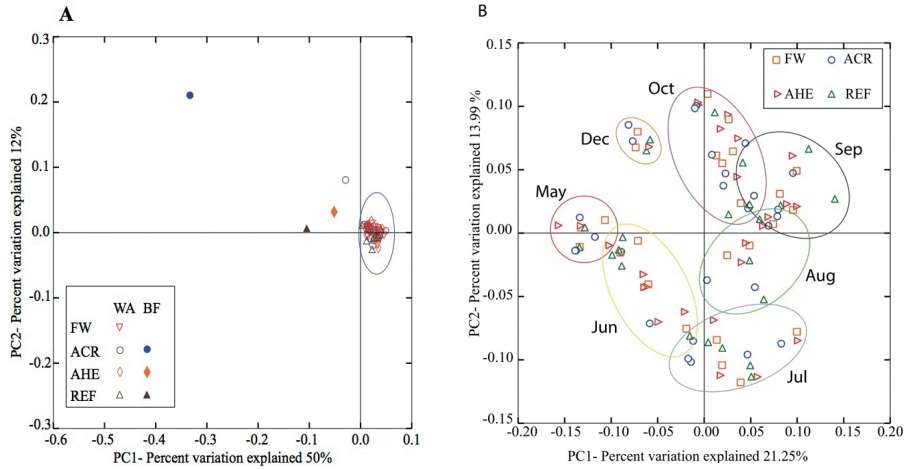 A
B
0.3
0.2
0.1
0.0
-0.1
-0.2
-0.3
PC2- Percent variation explained 12%
WA BF
FW
ACR
AHE
REF
-0.6 -0.5 -0.4 -0.3 -0.2 -0.1 0.0 0.1
PC1- Percent variation explained 50%
0.15
0.10
0.05
0.00
-0.05
-0.10
-0.15
PC2- Percent variation explained 13.99 %
FW ACR
AHE REF
Oct
Dec
Sep
May
Aug
Jun
Jul
-0.20 -0.15 -0.10 -0.05 0.00 0.05 0.10 0.15 0.20
PC1- Percent variation explained 21.25%